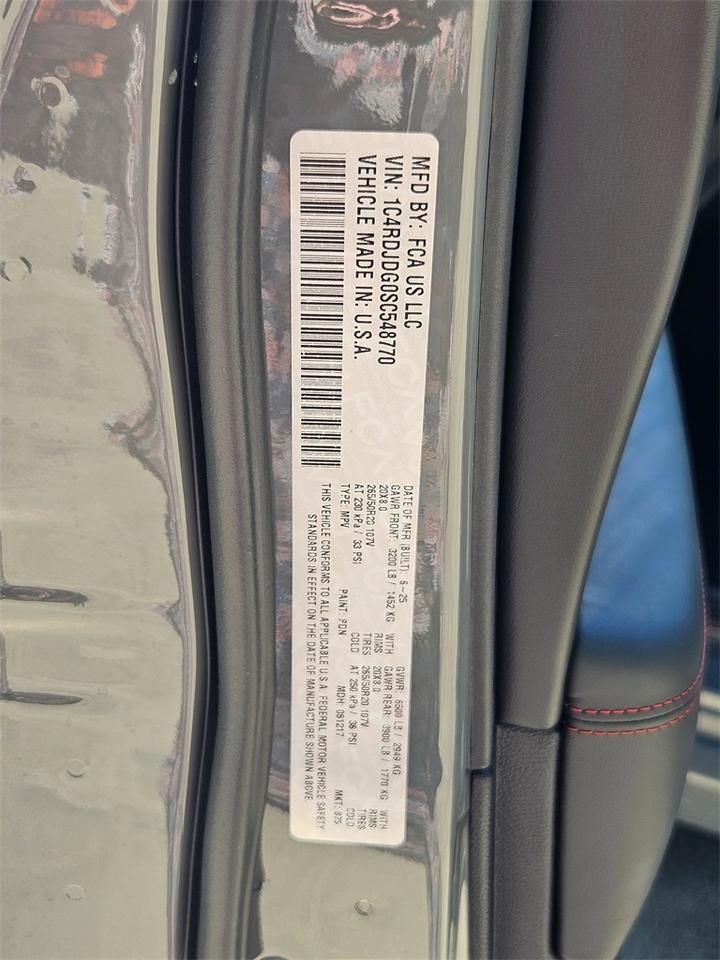 MFD BY: FCA US LLC
VIN: 1C4RDJDG0SC548770
VEHICLE MADE IN: U.S.A.
DATE OF MFR (BUILT): 6-25 GVWR: 6500 LB / 2949 KG
GAWR FRONT: 3200 LB / 1452 KG WITH GAWR REAR: 3900 LB / 1770 KG WITH
20X8.0 RIMS 20X8.0 RIMS
265/50R20 107V TIRES 265/50R20 107V TIRES
AT 230 kPa / 33 PSI COLD AT 250 kPa / 36 PSI COLD
TYPE: MPV PAINT: PDN MDH: 061217 MKT: 875
THIS VEHICLE CONFORMS TO ALL APPLICABLE U.S.A. FEDERAL MOTOR VEHICLE SAFETY
STANDARDS IN EFFECT ON THE DATE OF MANUFACTURE SHOWN ABOVE